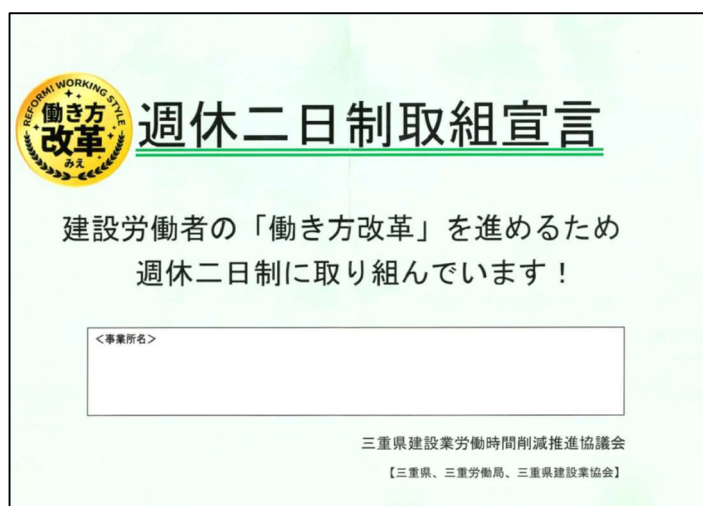 REFORM! WORKING STYLE
働き方
改革
みえ
週休二日制取組宣言
建設労働者の「働き方改革」を進めるため
週休二日制に取り組んでいます！
＜事業所名＞
三重県建設業労働時間削減推進協議会
【三重県、三重労働局、三重県建設業協会】